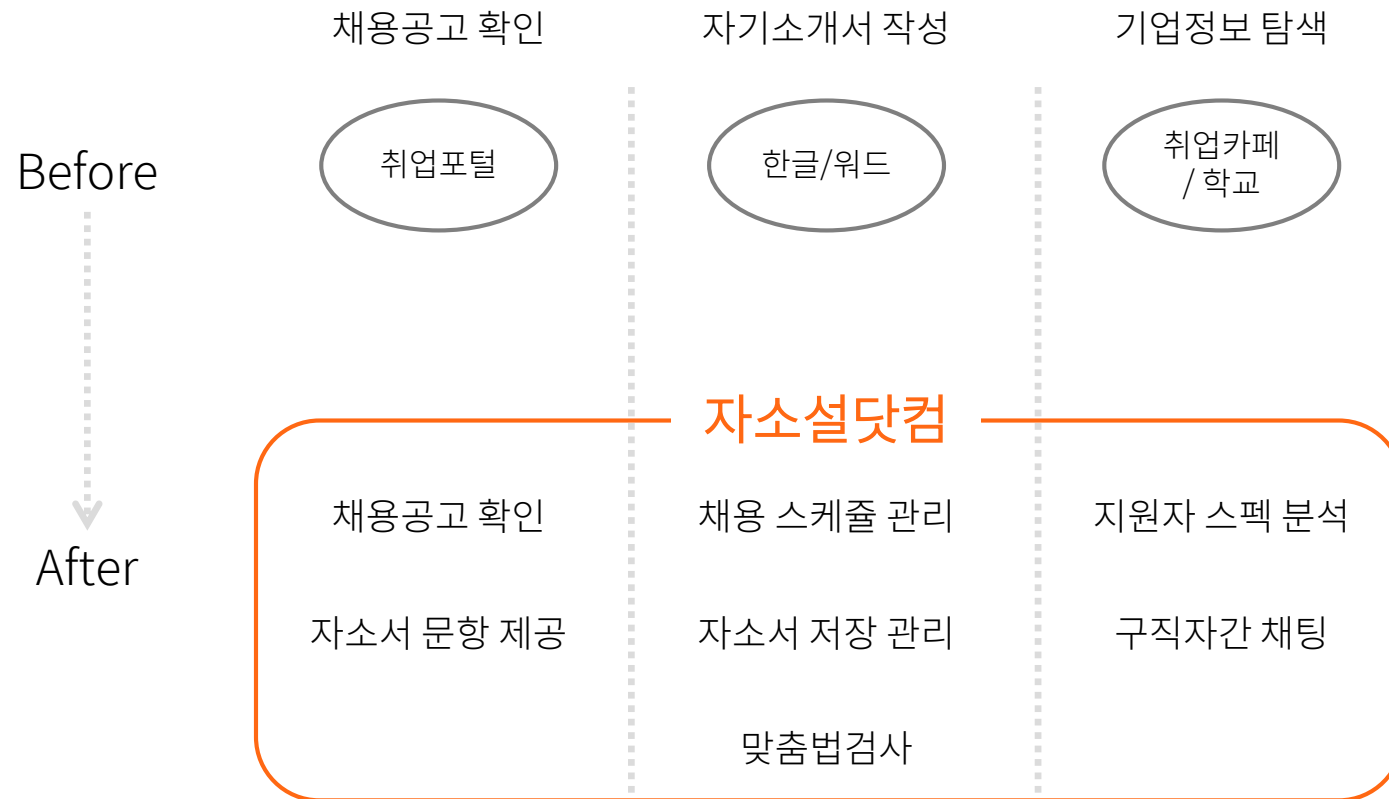 채용공고 확인
자기소개서 작성
기업정보 탐색
Before
취업포털
한글/워드
취업카페
/ 학교
자소설닷컴
채용공고 확인
채용 스케쥴 관리
지원자 스펙 분석
After
자소서 문항 제공
자소서 저장 관리
구직자간 채팅
맞춤법검사